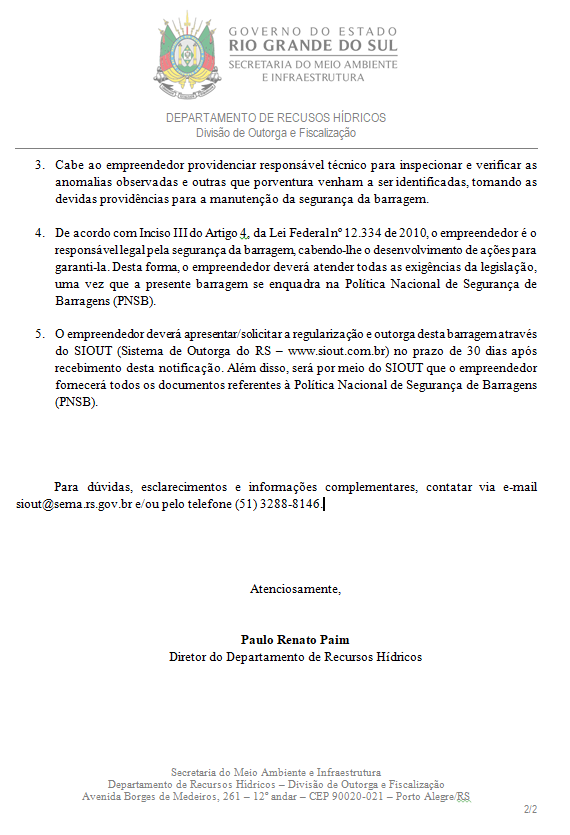 GOVERNO DO ESTADO
RIO GRANDE DO SUL
SECRETARIA DO MEIO AMBIENTE
E INFRAESTRUTURA
DEPARTAMENTO DE RECUSOS HÍDRICOS
Divisão de Outorga e Fiscalização
3. Cabe ao empreendedor providenciar responsável técnico para inspecionar e verificar as
anomalias observadas e outras que porventura venham a ser identificadas, tomando as
devidas providências para a manutenção da segurança da barragem.
4. De acordo com Inciso III do Artigo 4, da Lei Federal nº 12.334 de 2010, o empreendedor é o
responsável legal pela segurança da barragem, cabendo-lhe o desenvolvimento de ações para
garanti-la. Desta forma, o empreendedor deverá atender todas as exigências da legislação,
uma vez que a presente barragem se enquadra na Política Nacional de Segurança de
Barragens (PNSB).
5. O empreendedor deverá apresentar/solicitar a regularização e outorga desta barragem através
do SIOUT (Sistema de Outorga do RS – www.siout.com.br) no prazo de 30 dias após
recebimento desta notificação. Além disso, será por meio do SIOUT que o empreendedor
fornecerá todos os documentos referentes à Política Nacional de Segurança de Barragens
(PNSB).
Para dúvidas, esclarecimentos e informações complementares, contatar via e-mail
siout@sema.rs.gov.br e/ou pelo telefone (51) 3288-8146.
Atenciosamente,
Paulo Renato Paim
Diretor do Departamento de Recursos Hídricos
Secretaria do Meio Ambiente e Infraestrutura
Departamento de Recursos Hídricos – Divisão de Outorga e Fiscalização
Avenida Borges de Medeiros, 261 – 12º andar – CEP 90020-021 – Porto Alegre/RS
2/2